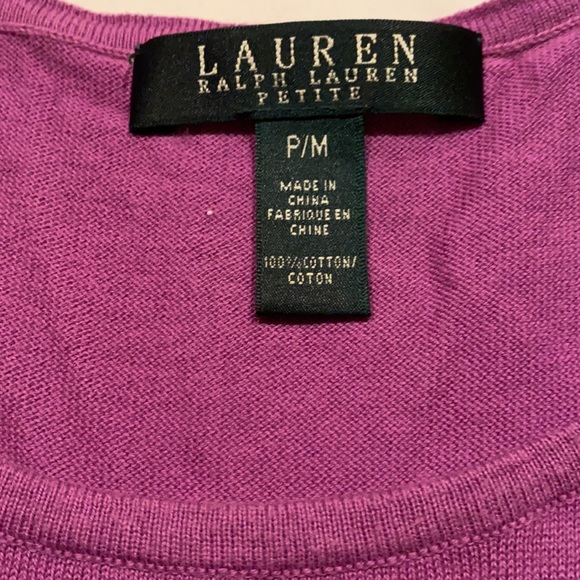 LAUREN
RALPH LAUREN
PETITE
P/M
MADE IN
CHINA
FABRIQUE EN
CHINE
100% COTTON/
COTON